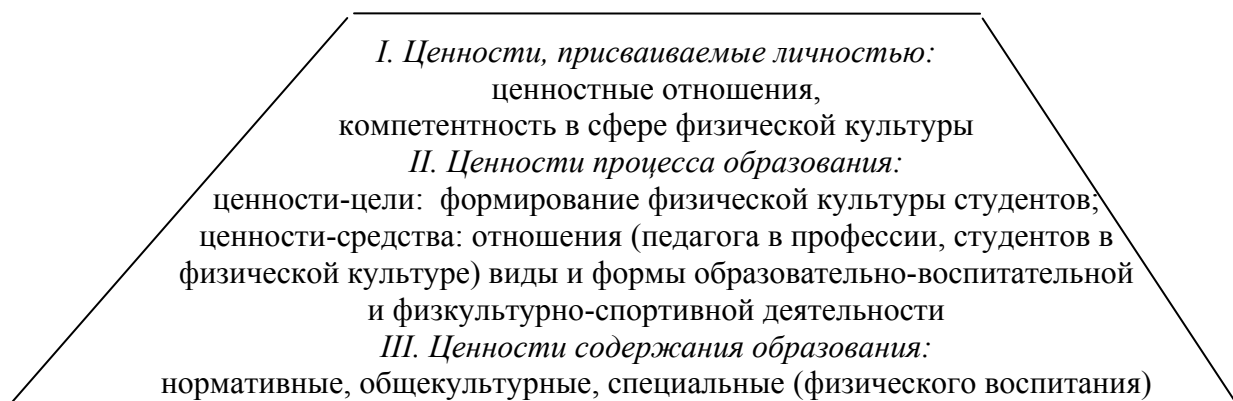 I. Ценности, присваиваемые личностью:
ценностные отношения,
компетентность в сфере физической культуры
II. Ценности процесса образования:
ценности-цели: формирование физической культуры студентов;
ценности-средства: отношения (педагога в профессии, студентов в
физической культуре) виды и формы образовательно-воспитательной
и физкультурно-спортивной деятельности
III. Ценности содержания образования:
нормативные, общекультурные, специальные (физического воспитания)